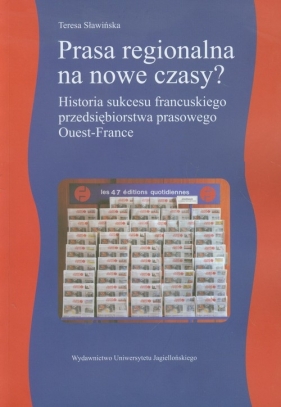 Teresa Sławińska
Prasa regionalna
na nowe czasy?
Historia sukcesu francuskiego
przedsiębiorstwa prasowego
Ouest-France
les 47 éditions quotidiennes
Wydawnictwo Uniwersytetu Jagiellońskiego